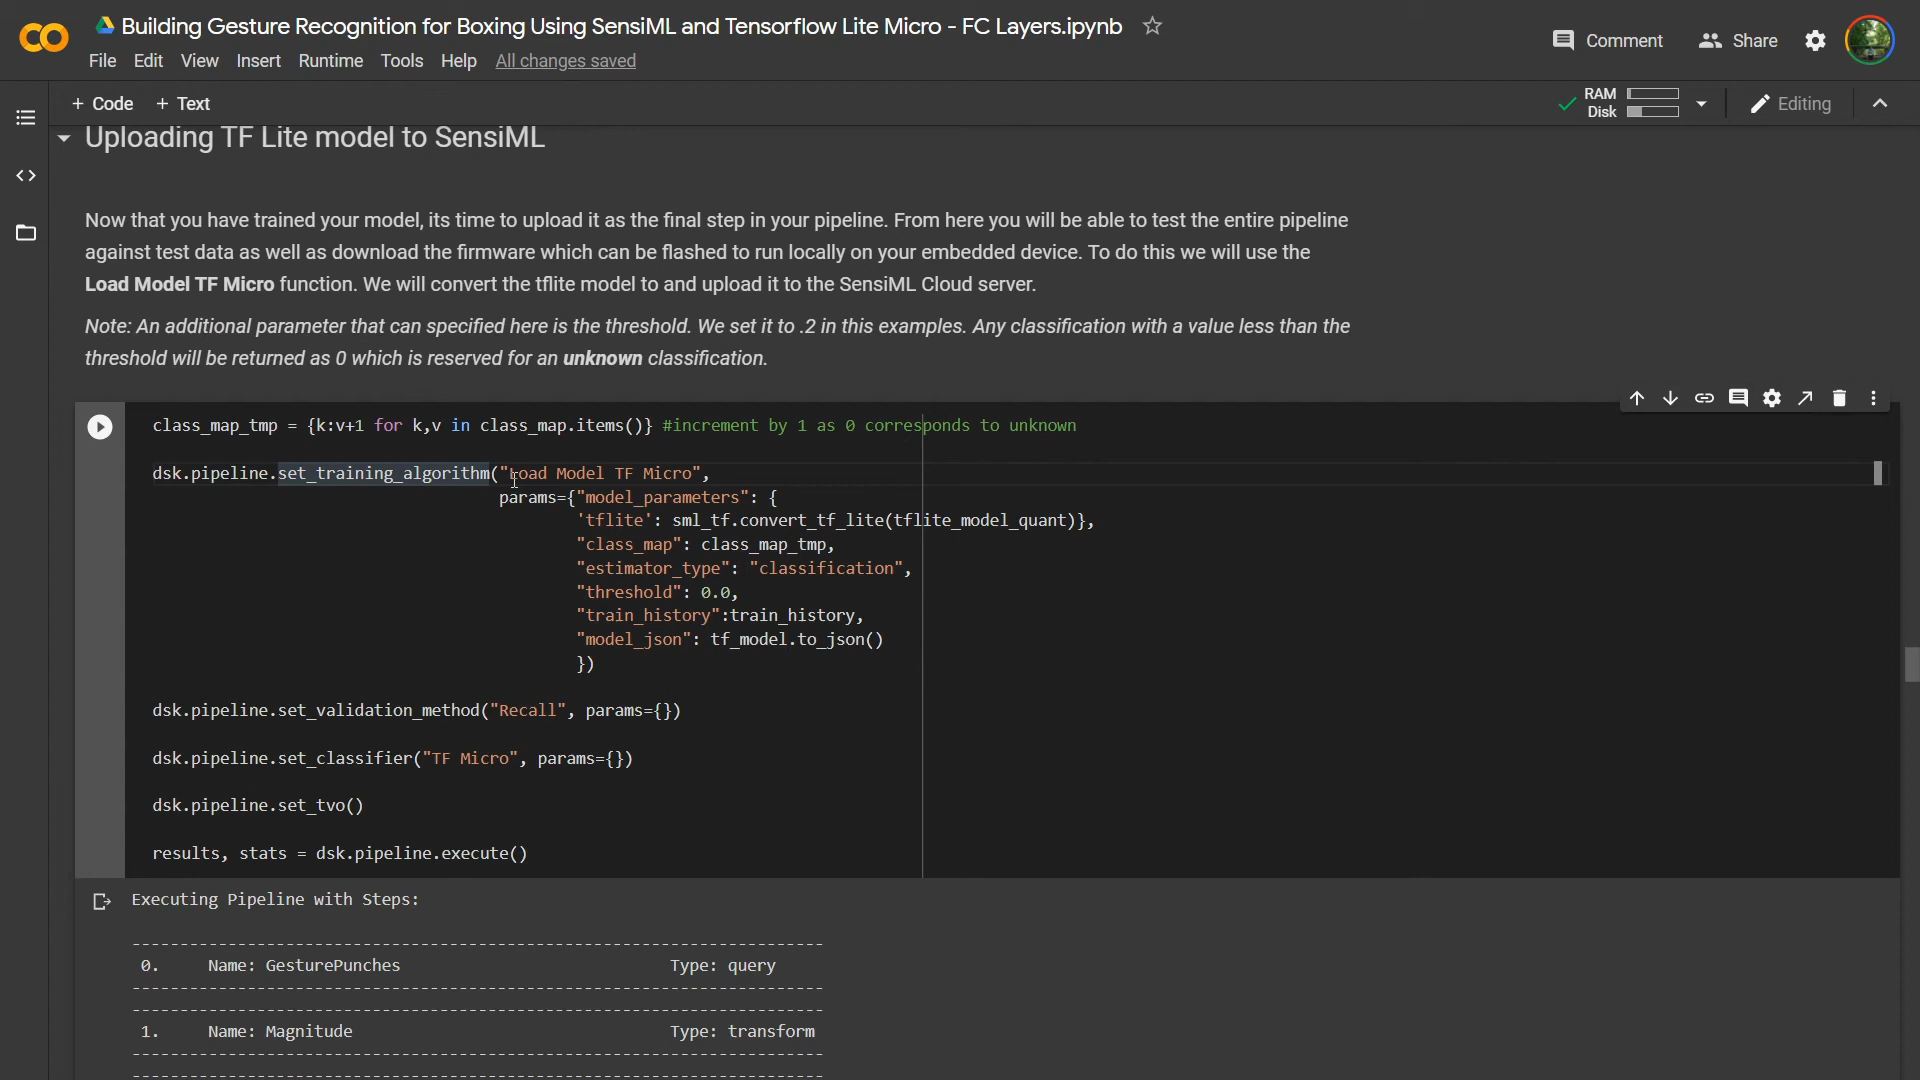 Building Gesture Recognition for Boxing Using SensiML and Tensorflow Lite Micro - FC Layers.ipynb
Comment
Share
File Edit View Insert Runtime Tools Help All changes saved
+ Code + Text
RAM
Disk
Editing
Uploading TF Lite model to SensiML
Now that you have trained your model, its time to upload it as the final step in your pipeline. From here you will be able to test the entire pipeline
against test data as well as download the firmware which can be flashed to run locally on your embedded device. To do this we will use the
Load Model TF Micro function. We will convert the tflite model to and upload it to the SensiML Cloud server.
Note: An additional parameter that can specified here is the threshold. We set it to .2 in this examples. Any classification with a value less than the
threshold will be returned as 0 which is reserved for an unknown classification.
class_map_tmp = {k:v+1 for k,v in class_map.items()} #increment by 1 as 0 corresponds to unknown
dsk.pipeline.set_training_algorithm("Load Model TF Micro",
params={"model_parameters": {
'tflite': sml_tf.convert_tf_lite(tflite_model_quant)},
"class_map": class_map_tmp,
"estimator_type": "classification",
"threshold": 0.0,
"train_history":train_history,
"model_json": tf_model.to_json()
})
dsk.pipeline.set_validation_method("Recall", params={})
dsk.pipeline.set_classifier("TF Micro", params={})
dsk.pipeline.set_tvo()
results, stats = dsk.pipeline.execute()
Executing Pipeline with Steps:
------------------------------------------------------------------------
0. Name: GesturePunches Type: query
------------------------------------------------------------------------
------------------------------------------------------------------------
1. Name: Magnitude Type: transform
------------------------------------------------------------------------
------------------------------------------------------------------------